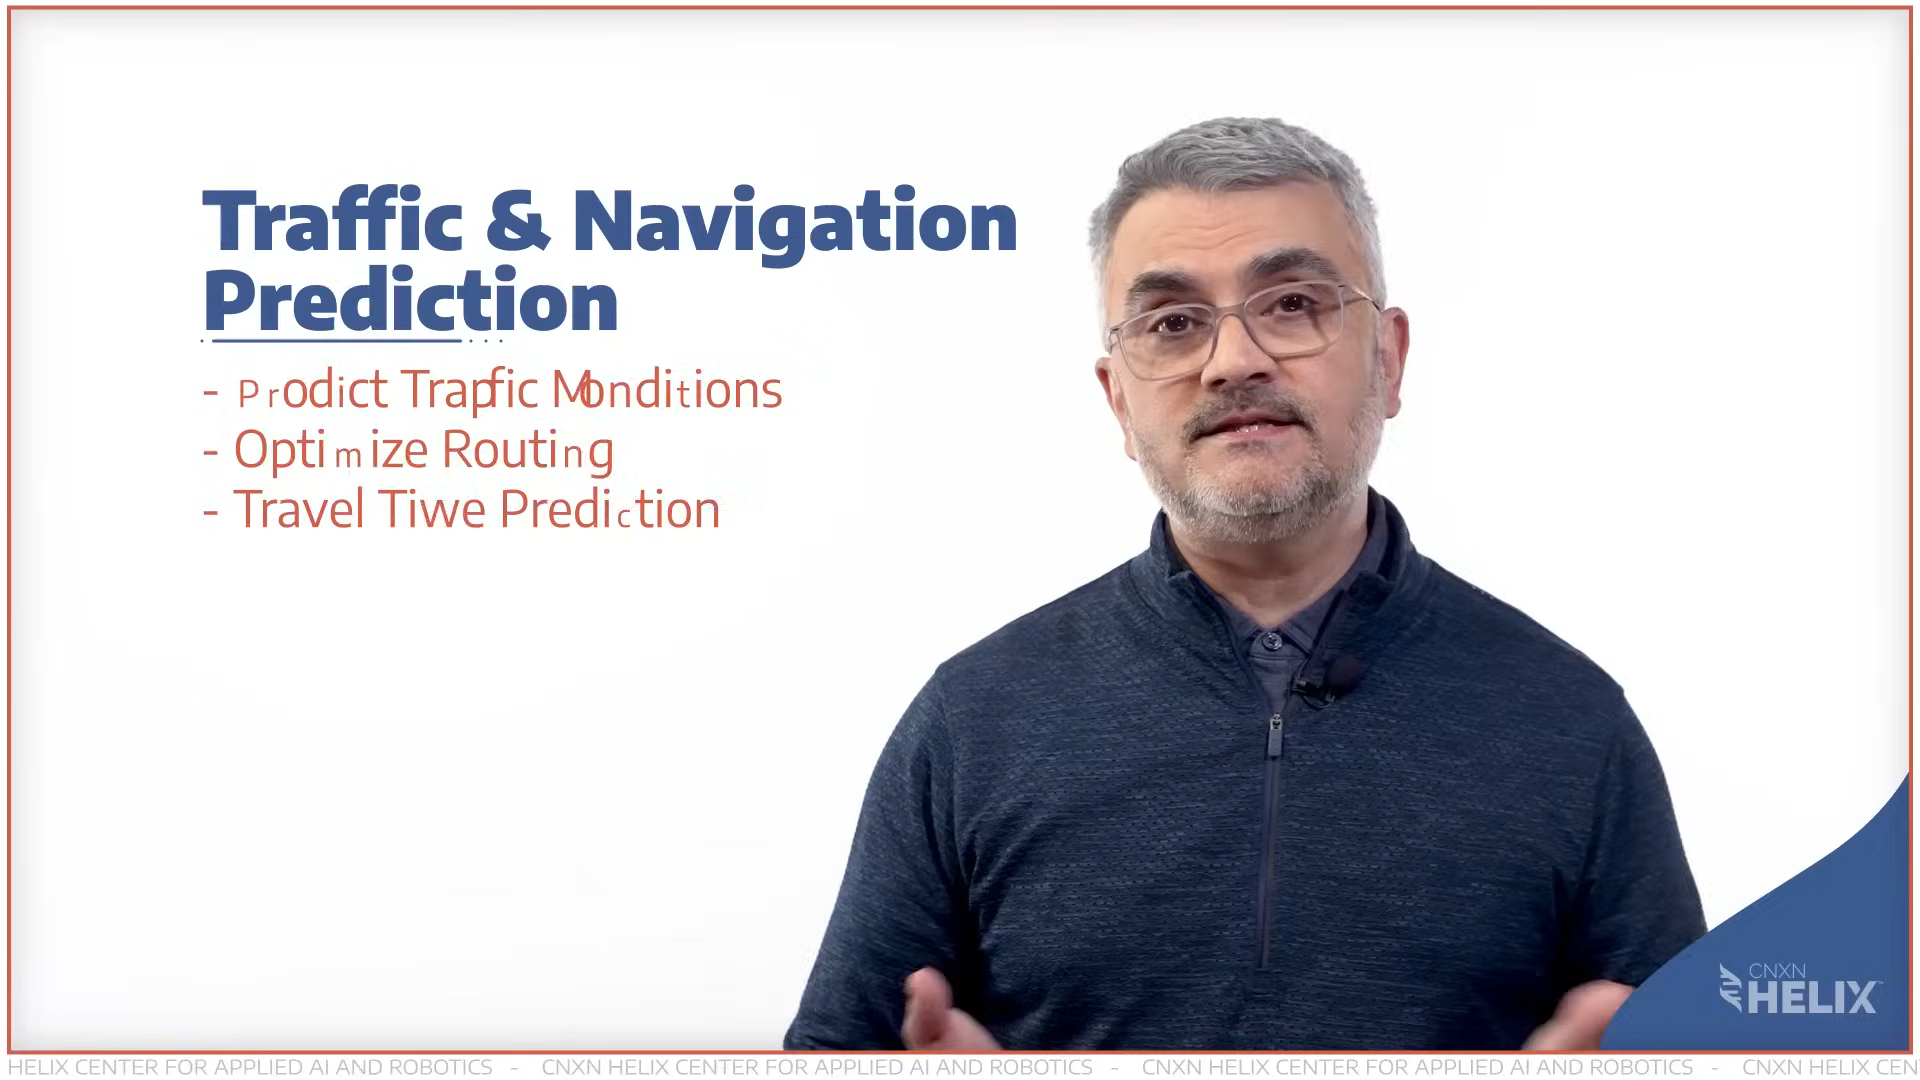 Traffic & Navigation
Prediction
- Prodict Trapfic Monditions
- Optimize Routing
- Travel Tiwe Prediction
CNXN
HELIX
HELIX CENTER FOR APPLIED AI AND ROBOTICS - CNXN HELIX CENTER FOR APPLIED AI AND ROBOTICS - CNXN HELIX CENTER FOR APPLIED AI AND ROBOTICS - CNXN HELIX CEN